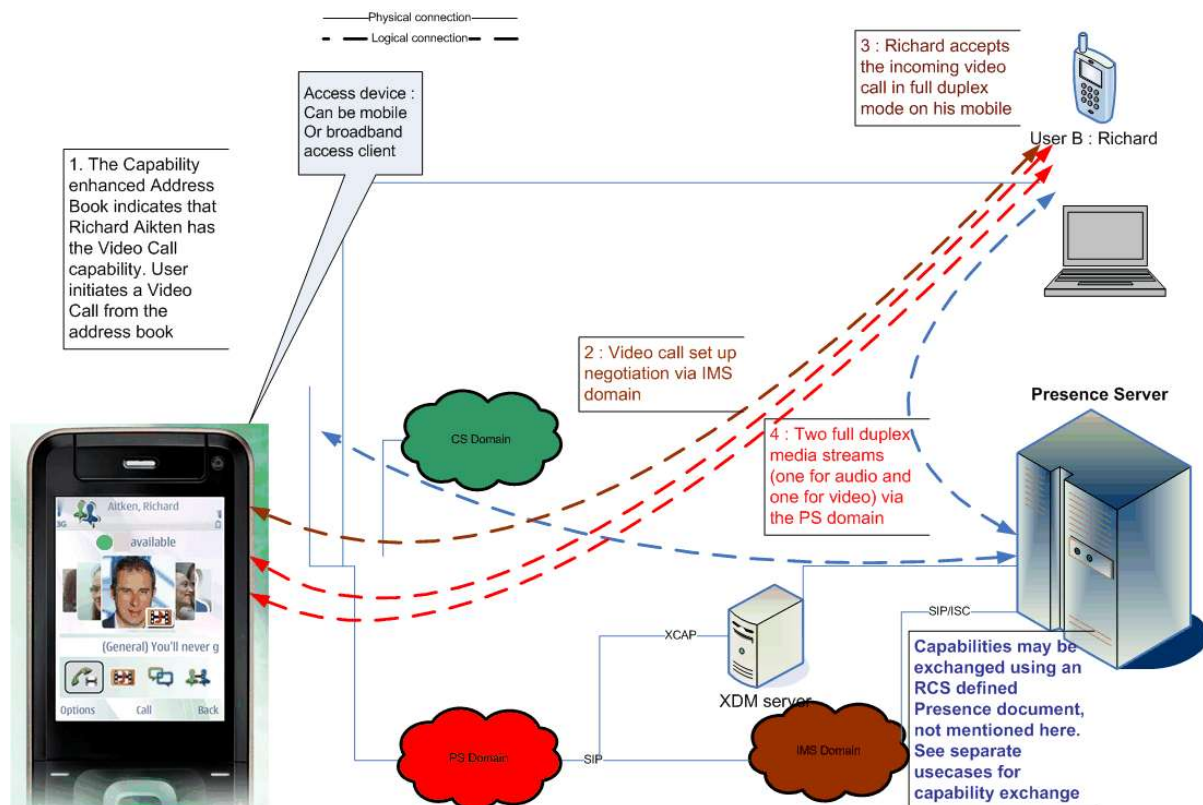 Physical connection
Logical connection
3 : Richard accepts
the incoming video
call in full duplex
mode on his mobile
User B : Richard
Access device :
Can be mobile
Or broadband
access client
1. The Capability
enhanced Address
Book indicates that
Richard Aikten has
the Video Call
capability. User
initiates a Video
Call from the
address book
2 : Video call set up
negotiation via IMS
domain
CS Domain
4 : Two full duplex
media streams
(one for audio and
one for video) via
the PS domain
Presence Server
3G
Aitken, Richard
available
(General) You'll never g
Options
Call
Back
XCAP
XDM server
SIP/ISC
PS Domain
SIP
IMS Domain
Capabilities may be
exchanged using an
RCS defined
Presence document,
not mentioned here.
See separate
usecases for
capability exchange